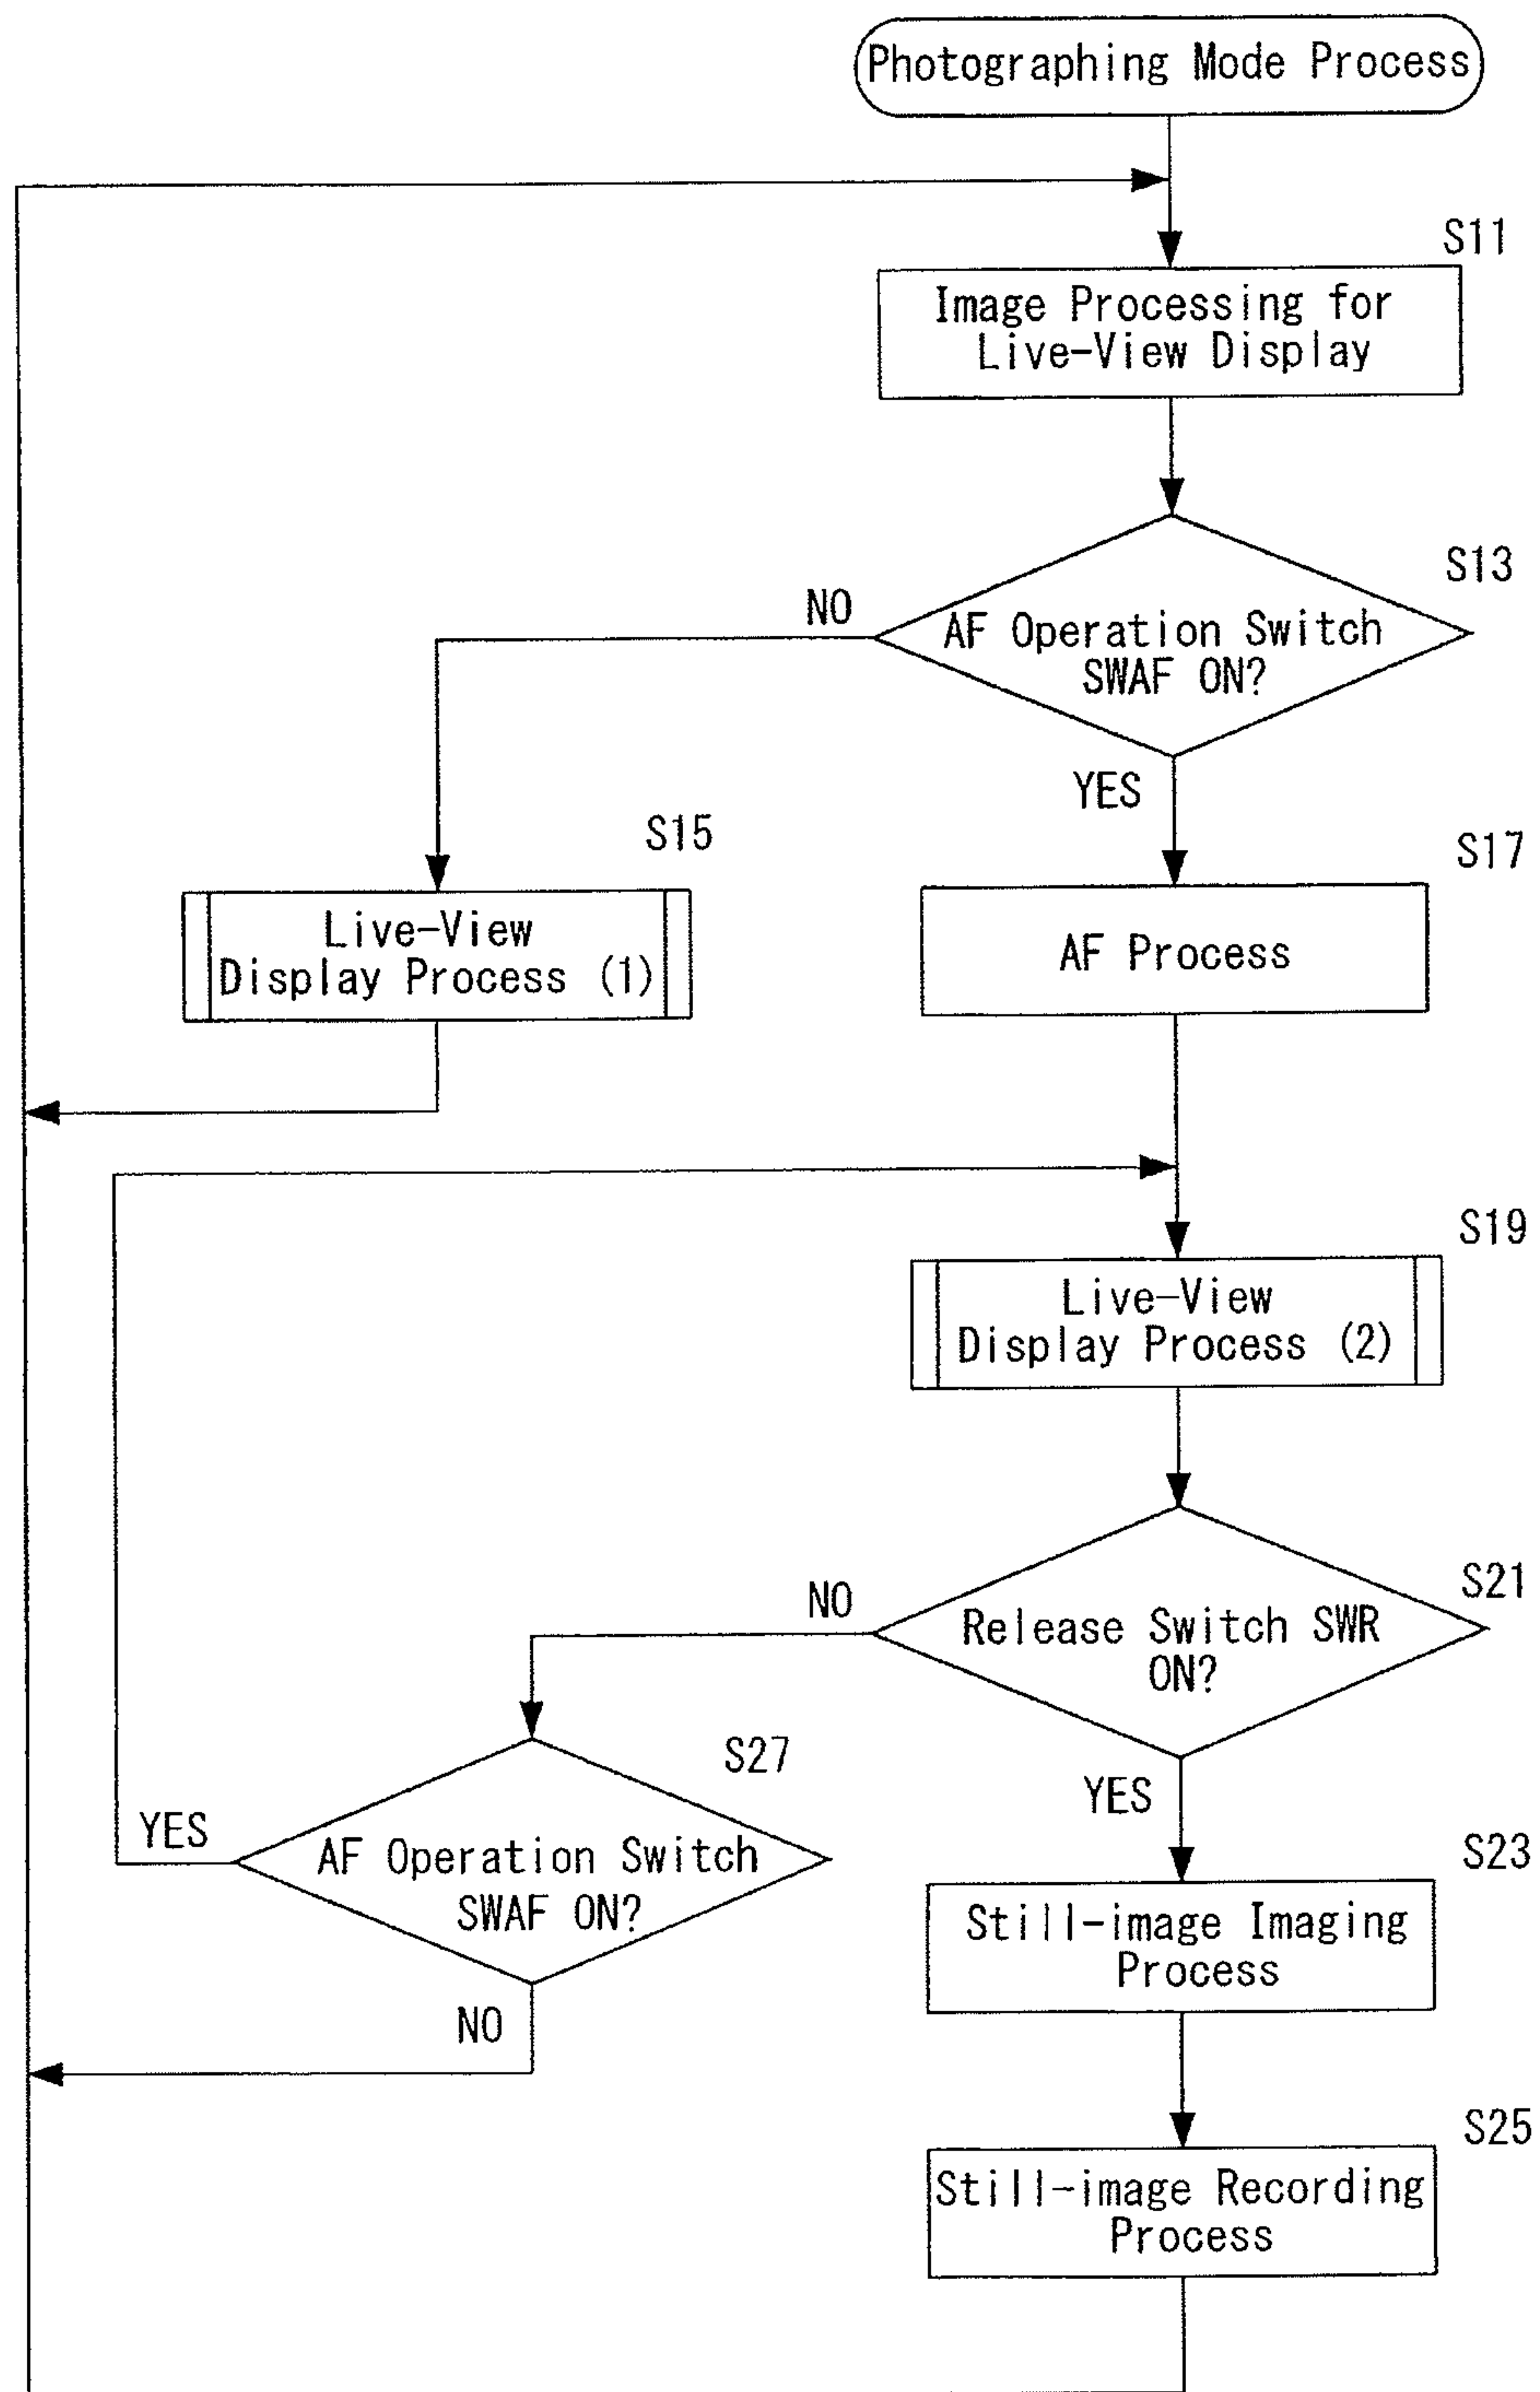 Photographing Mode Process
S11
Image Processing for
Live-View Display
S13
NO
AF Operation Switch
SWAF ON?
YES
S15
S17
Live-View
Display Process (1)
AF Process
S19
Live-View
Display Process (2)
S21
NO
Release Switch SWR
ON?
S27
YES
YES
AF Operation Switch
SWAF ON?
S23
Still-image Imaging
Process
NO
S25
Still-image Recording
Process